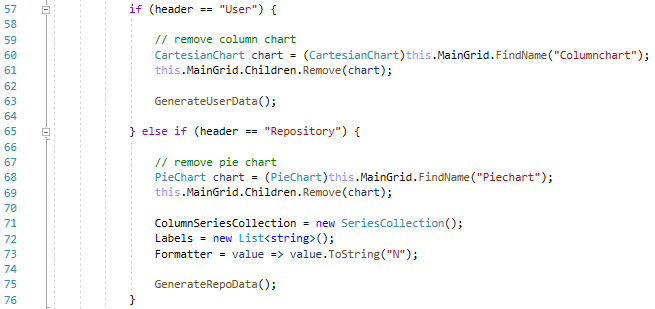 57 if (header == "User") {
58
59 // remove column chart
60 CartesianChart chart = (CartesianChart)this.MainGrid.FindName("Columnchart");
61 this.MainGrid.Children.Remove(chart);
62
63 GenerateUserData();
64
65 } else if (header == "Repository") {
66
67 // remove pie chart
68 PieChart chart = (PieChart)this.MainGrid.FindName("Piechart");
69 this.MainGrid.Children.Remove(chart);
70
71 ColumnSeriesCollection = new SeriesCollection();
72 Labels = new List<string>();
73 Formatter = value => value.ToString("N");
74
75 GenerateRepoData();
76 }